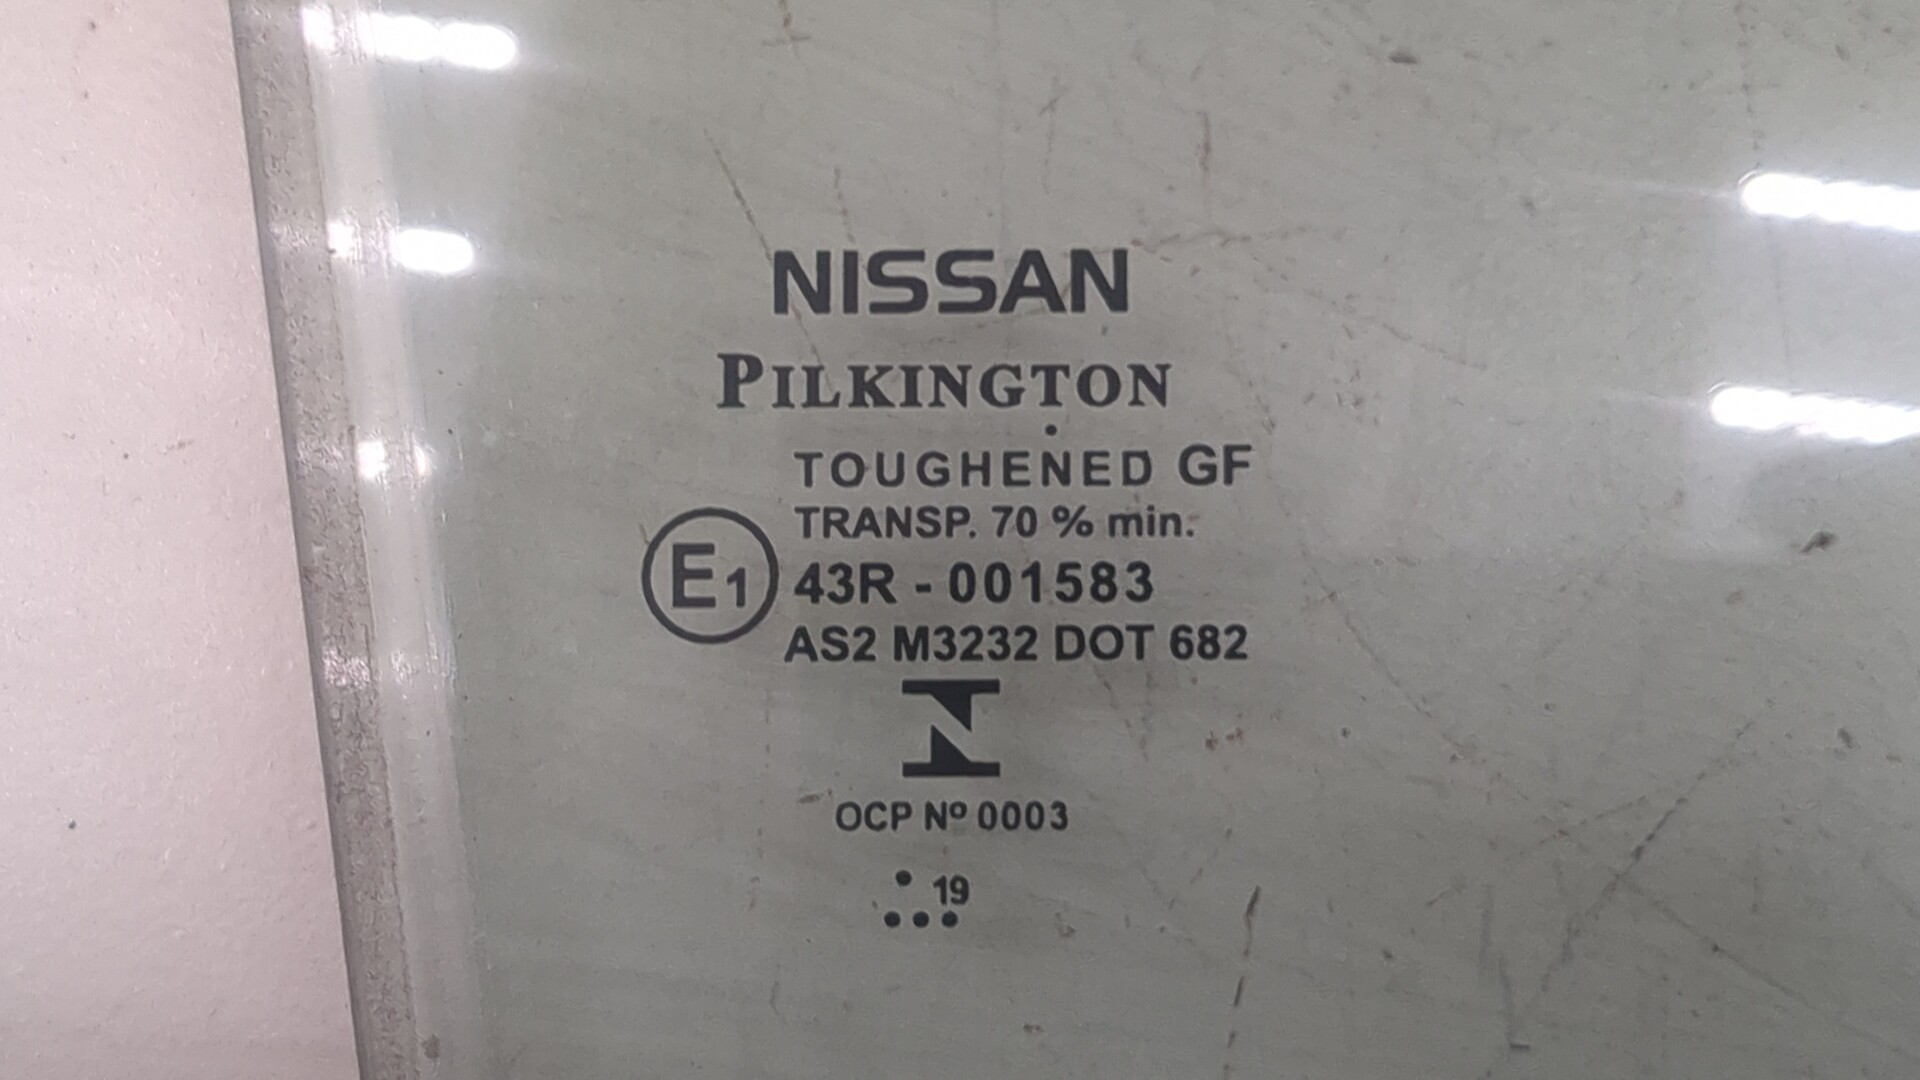 NISSAN
PILKINGTON
TOUGHENED GF
TRANSP. 70 % min.
E1 43R - 001583
AS2 M3232 DOT 682
OCP Nº 0003
19